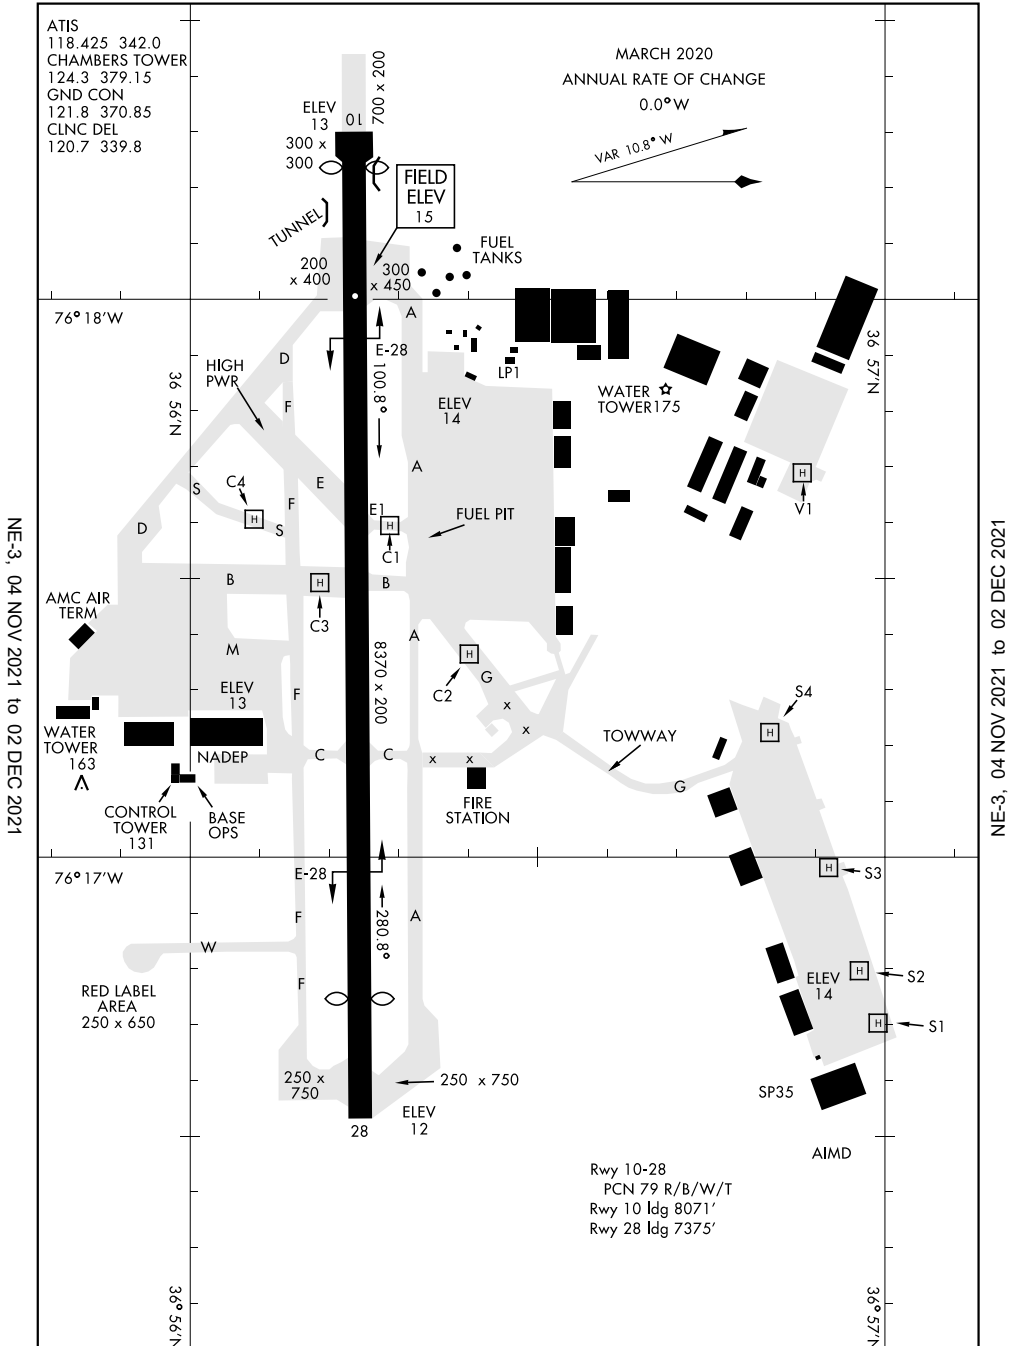 ATIS
118.425 342.0
CHAMBERS TOWER
124.3 379.15
GND CON
121.8 370.85
CLNC DEL
120.7 339.8
MARCH 2020
ANNUAL RATE OF CHANGE
0.0° W
VAR 10.8° W
700 x 200
ELEV
13
10
300 x
300
FIELD
ELEV
15
TUNNEL
FUEL
TANKS
200
x 400
300
x 450
76° 18'W
A
E-28
D
HIGH
PWR
36 56'N
F
100.8°
ELEV
14
LP1
WATER
TOWER 175
36 57'N
A
S
C4
H
E
F
S
D
E1
H
C1
FUEL PIT
H
V1
B
H
C3
B
AMC AIR
TERM
M
A
8370 x 200
H
C2
G
ELEV
13
F
x
x
S4
H
WATER
TOWER
163
NADEP
C
C
x
x
TOWWAY
G
CONTROL
TOWER
131
BASE
OPS
FIRE
STATION
76° 17'W
E-28
H
S3
280.8°
F
A
W
F
RED LABEL
AREA
250 x 650
ELEV
14
H
S2
H
S1
250 x
750
250 x 750
ELEV
12
28
SP35
AIMD
Rwy 10-28
PCN 79 R/B/W/T
Rwy 10 ldg 8071'
Rwy 28 ldg 7375'
36° 56'N
36° 57'N
NE-3, 04 NOV 2021 to 02 DEC 2021
NE-3, 04 NOV 2021 to 02 DEC 2021